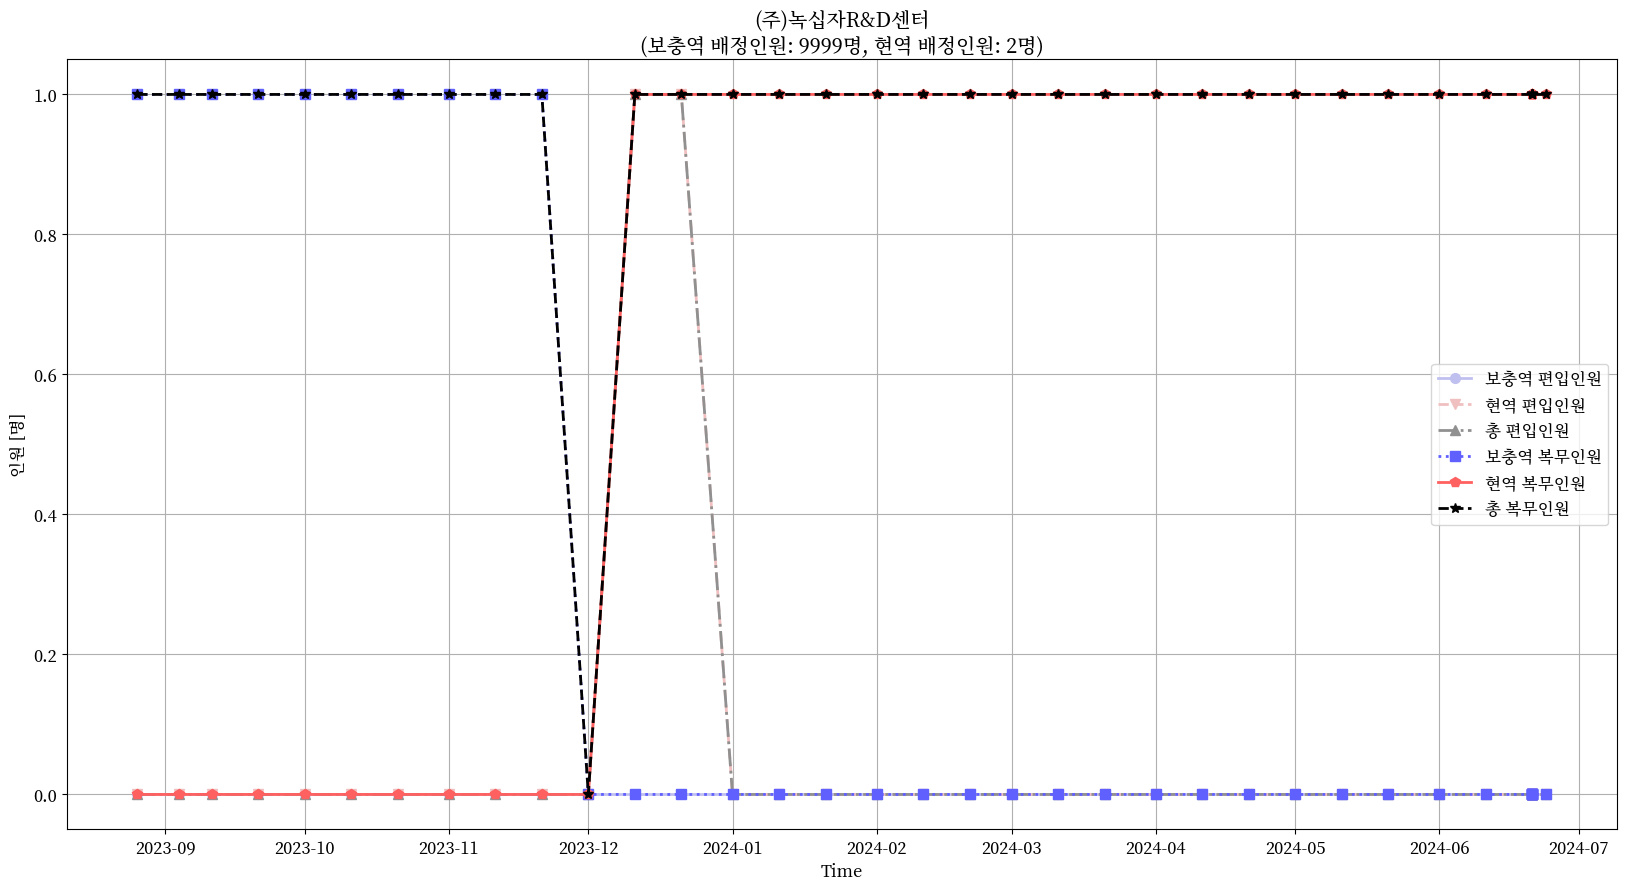 (주)녹십자R&D센터
(보충역 배정인원: 9999명, 현역 배정인원: 2명)
1.0
0.8
0.6
0.4
0.2
0.0
인원 [명]
보충역 편입인원
현역 편입인원
총 편입인원
보충역 복무인원
현역 복무인원
총 복무인원
2023-09 2023-10 2023-11 2023-12 2024-01 2024-02 2024-03 2024-04 2024-05 2024-06 2024-07
Time